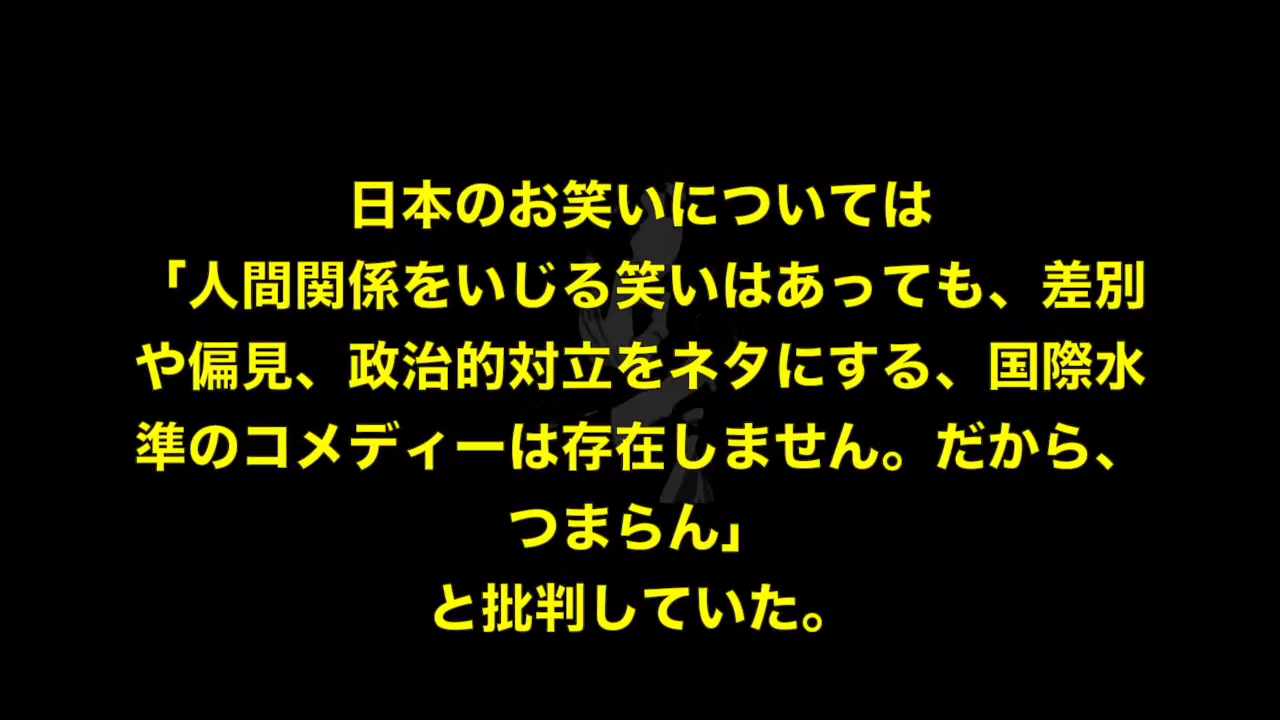 日本のお笑いについては
「人間関係をいじる笑いはあっても、差別
や偏見、政治的対立をネタにする、国際水
準のコメディーは存在しません。だから、
つまらん」
と批判していた。